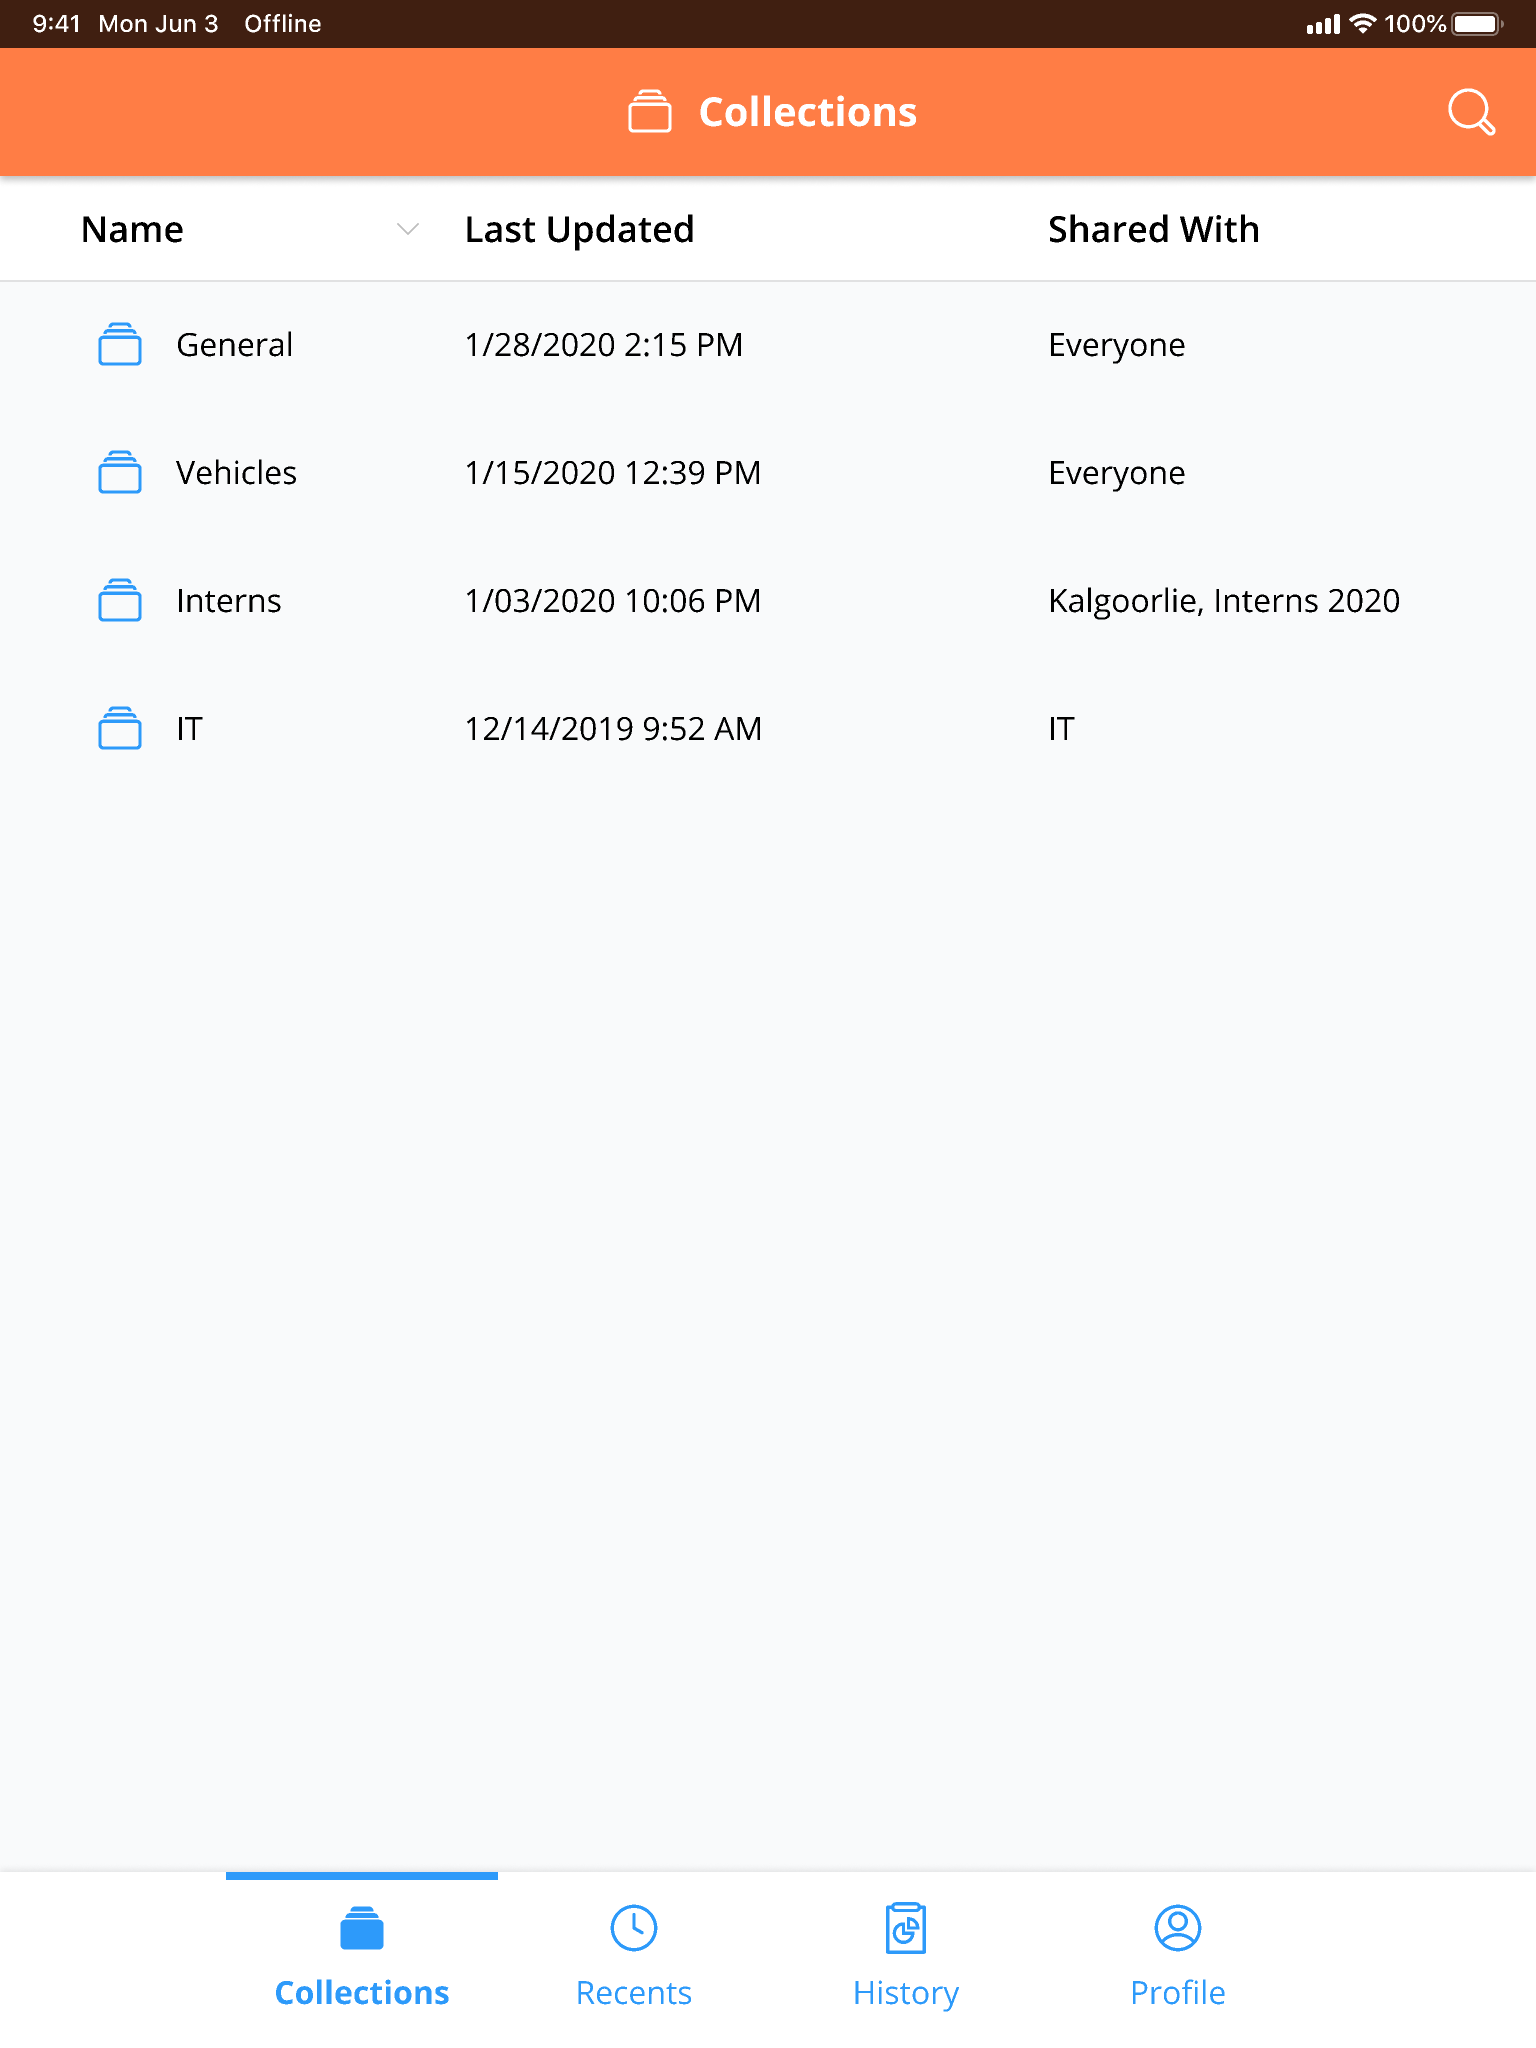 9:41 Mon Jun 3 Offline 100%
Collections
Name Last Updated Shared With
General 1/28/2020 2:15 PM Everyone
Vehicles 1/15/2020 12:39 PM Everyone
Interns 1/03/2020 10:06 PM Kalgoorlie, Interns 2020
IT 12/14/2019 9:52 AM IT
Collections Recents History Profile